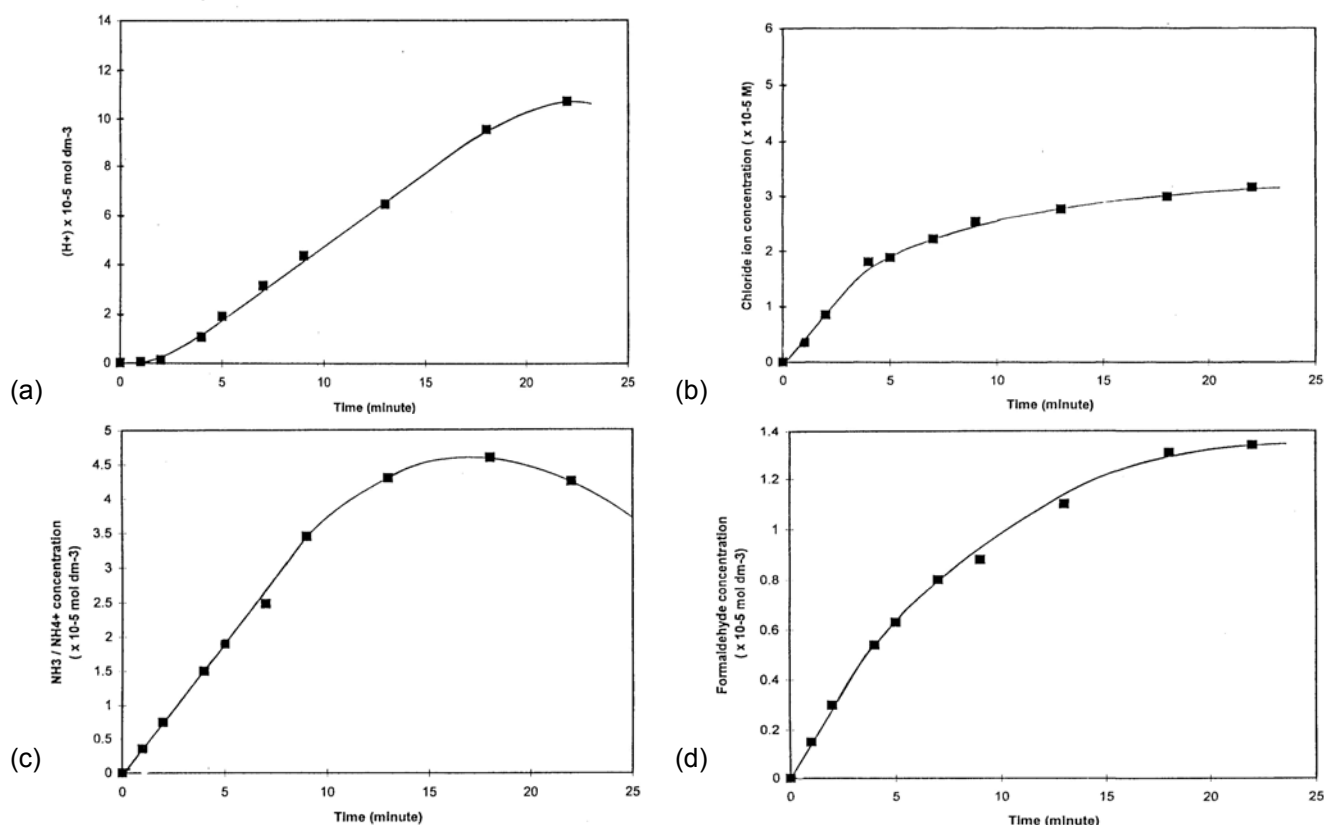 14
12
10
8
6
4
2
0
(H+) x 10-5 mol dm-3
0 5 10 15 20 25
Time (minute)
(a)
6
5
4
3
2
1
0
Chloride ion concentration ( x 10-5 M)
0 5 10 15 20 25
Time (minute)
(b)
5
4.5
4
3.5
3
2.5
2
1.5
1
0.5
0
NH3 / NH4+ concentration
( x 10-5 mol dm-3)
0 5 10 15 20 25
Time (minute)
(c)
1.4
1.2
1
0.8
0.6
0.4
0.2
0
Formaldehyde concentration
( x 10-5 mol dm-3)
0 5 10 15 20 25
Time (minute)
(d)